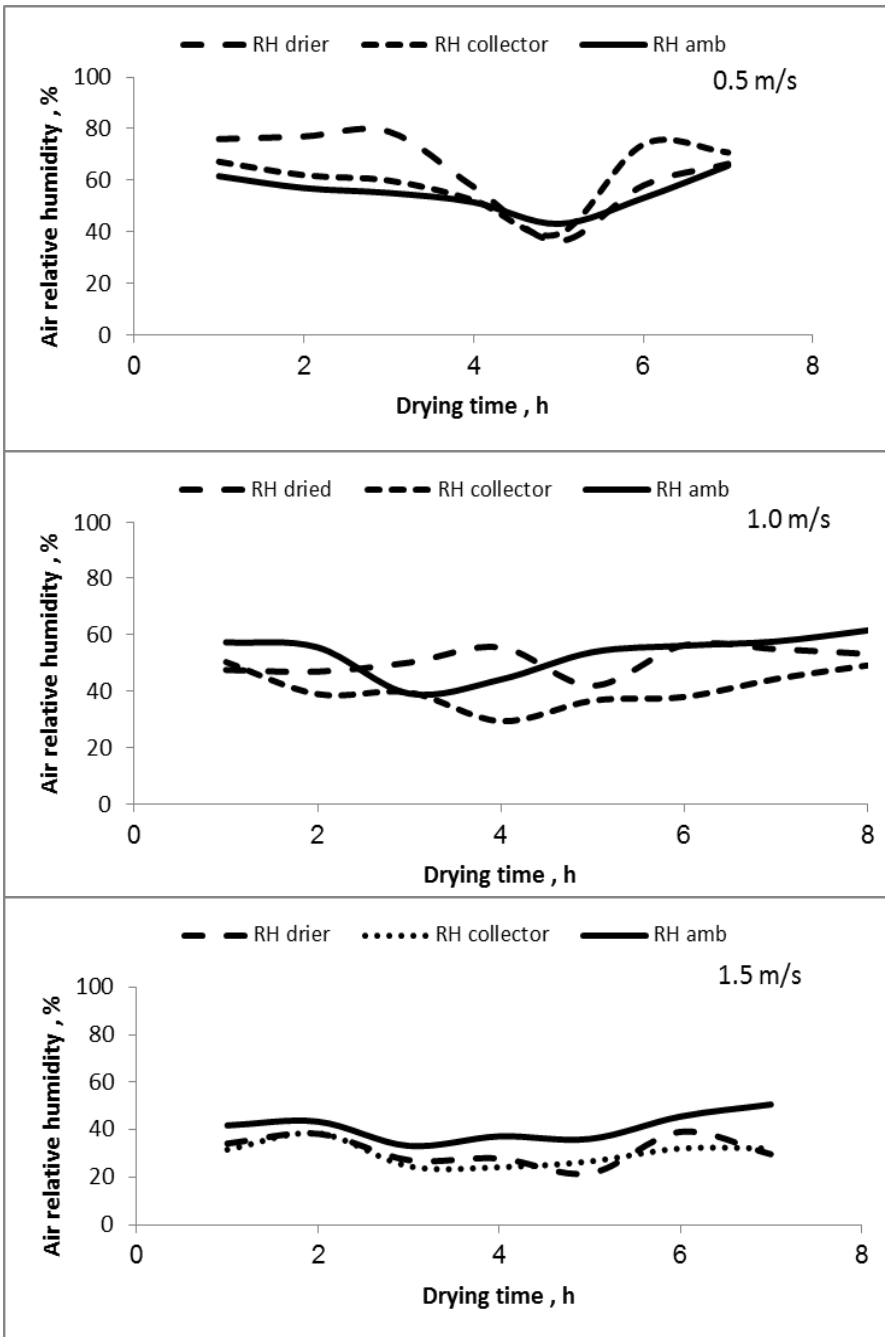 RH drier RH collector RH amb
0.5 m/s
100
80
60
40
20
0
Air relative humidity , %
0 2 4 6 8
Drying time , h
RH dried RH collector RH amb
1.0 m/s
100
80
60
40
20
0
Air relative humidity , %
0 2 4 6 8
Drying time , h
RH drier RH collector RH amb
1.5 m/s
100
80
60
40
20
0
Air relative humidity , %
0 2 4 6 8
Drying time , h